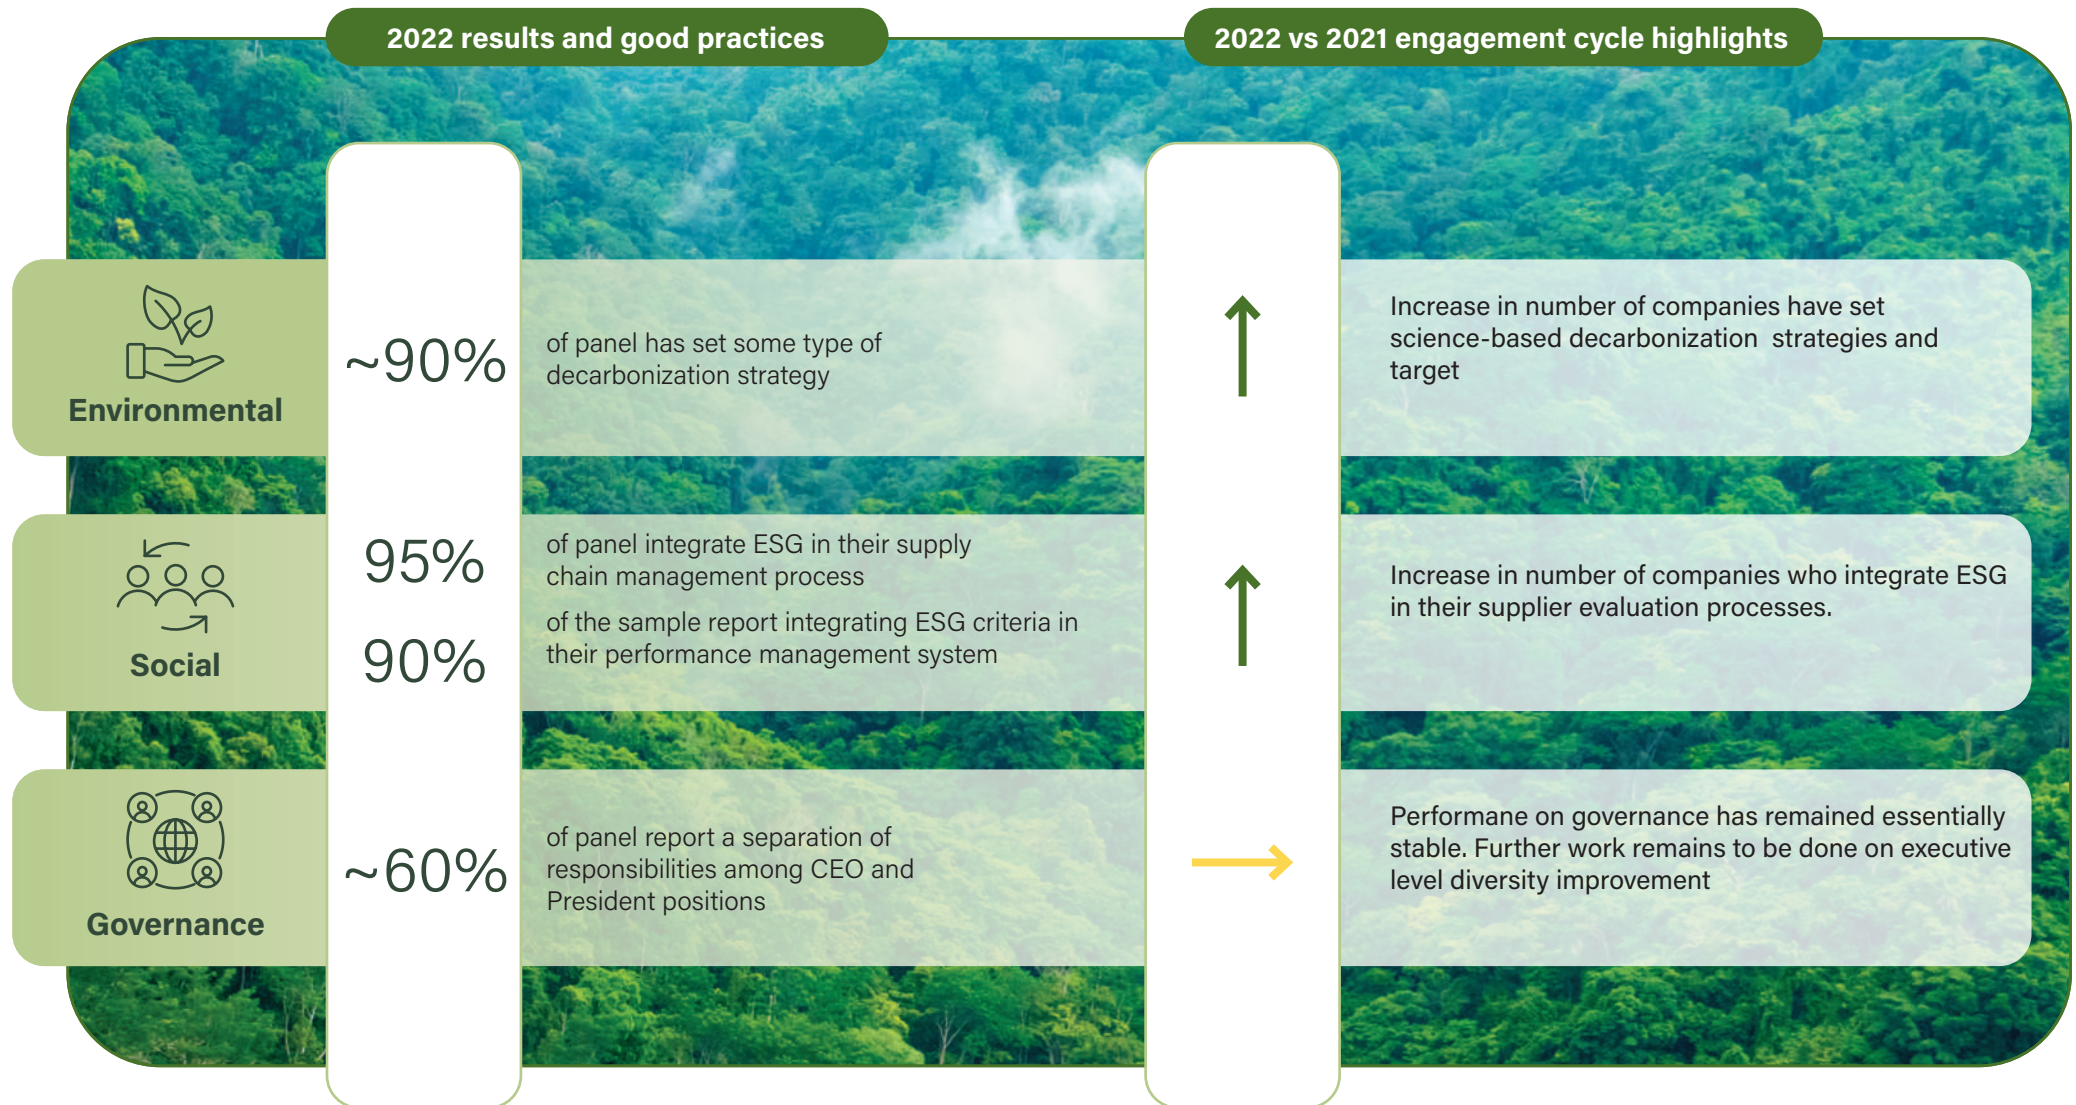 2022 results and good practices
2022 vs 2021 engagement cycle highlights
Environmental
~90%
of panel has set some type of
decarbonization strategy
Increase in number of companies have set
science-based decarbonization strategies and
target
Social
95%
of panel integrate ESG in their supply
chain management process
90%
of the sample report integrating ESG criteria in
their performance management system
Increase in number of companies who integrate ESG
in their supplier evaluation processes.
Governance
~60%
of panel report a separation of
responsibilities among CEO and
President positions
Performane on governance has remained essentially
stable. Further work remains to be done on executive
level diversity improvement